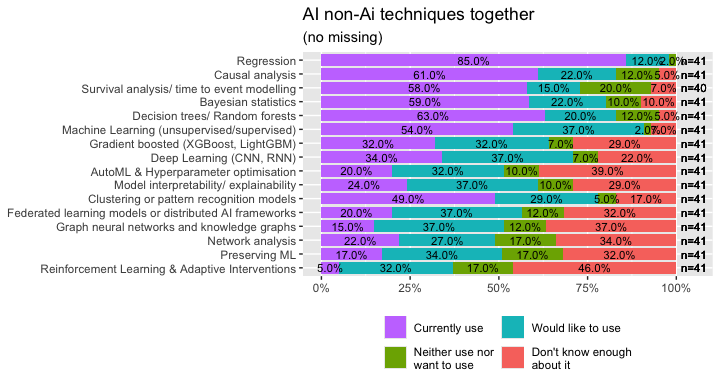 AI non-Ai techniques together
(no missing)
Regression 85.0% 12.0% 2.0% n=41
Causal analysis 61.0% 22.0% 12.0% 5.0% n=41
Survival analysis/ time to event modelling 58.0% 15.0% 20.0% 7.0% n=40
Bayesian statistics 59.0% 22.0% 10.0% 10.0% n=41
Decision trees/ Random forests 63.0% 20.0% 12.0% 5.0% n=41
Machine Learning (unsupervised/supervised) 54.0% 37.0% 2.0% 7.0% n=41
Gradient boosted (XGBoost, LightGBM) 32.0% 32.0% 7.0% 29.0% n=41
Deep Learning (CNN, RNN) 34.0% 37.0% 7.0% 22.0% n=41
AutoML & Hyperparameter optimisation 20.0% 32.0% 10.0% 39.0% n=41
Model interpretability/ explainability 24.0% 37.0% 10.0% 29.0% n=41
Clustering or pattern recognition models 49.0% 29.0% 5.0% 17.0% n=41
Federated learning models or distributed AI frameworks 20.0% 37.0% 12.0% 32.0% n=41
Graph neural networks and knowledge graphs 15.0% 37.0% 12.0% 37.0% n=41
Network analysis 22.0% 27.0% 17.0% 34.0% n=41
Preserving ML 17.0% 34.0% 17.0% 32.0% n=41
Reinforcement Learning & Adaptive Interventions 5.0% 32.0% 17.0% 46.0% n=41
0% 25% 50% 75% 100%
Currently use
Would like to use
Neither use nor
want to use
Don't know enough
about it